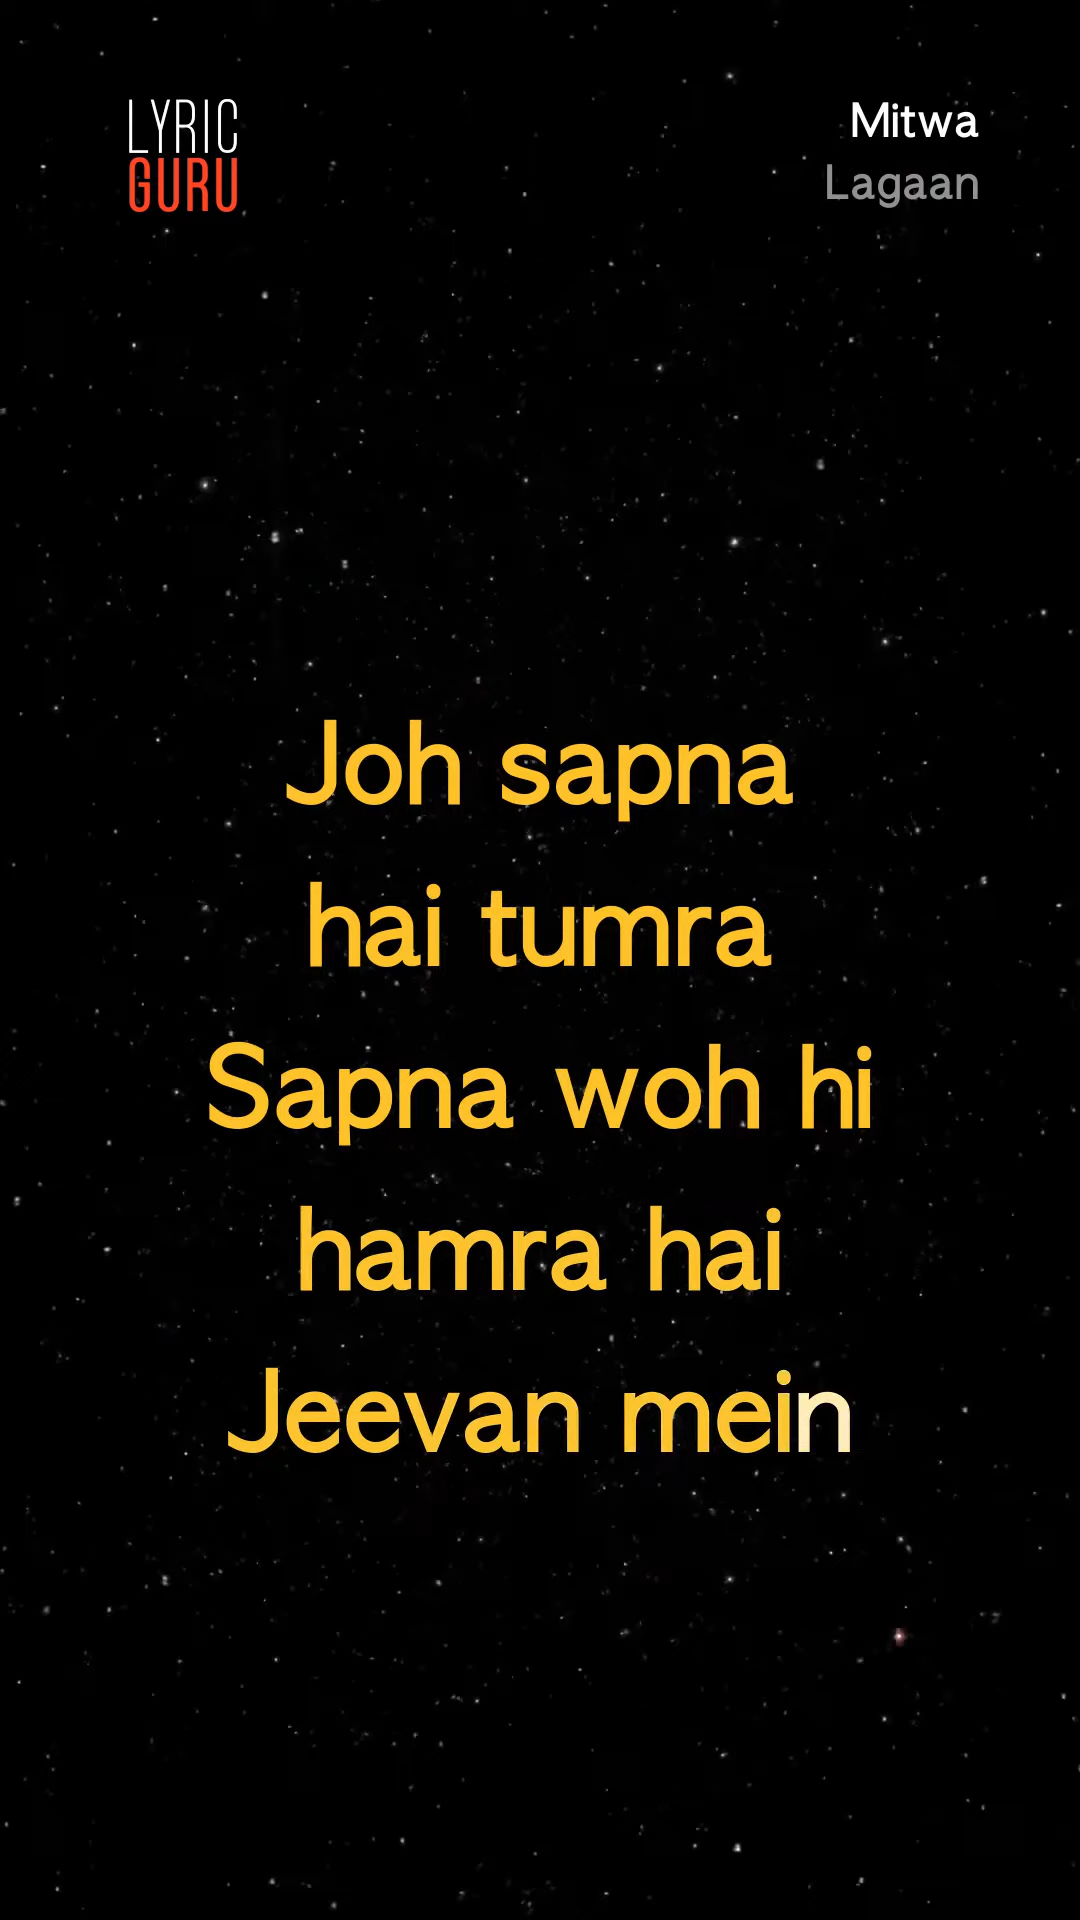 LYRIC
GURU
Mitwa
Lagaan
Joh sapna
hai tumra
Sapna woh hi
hamra hai
Jeevan mein